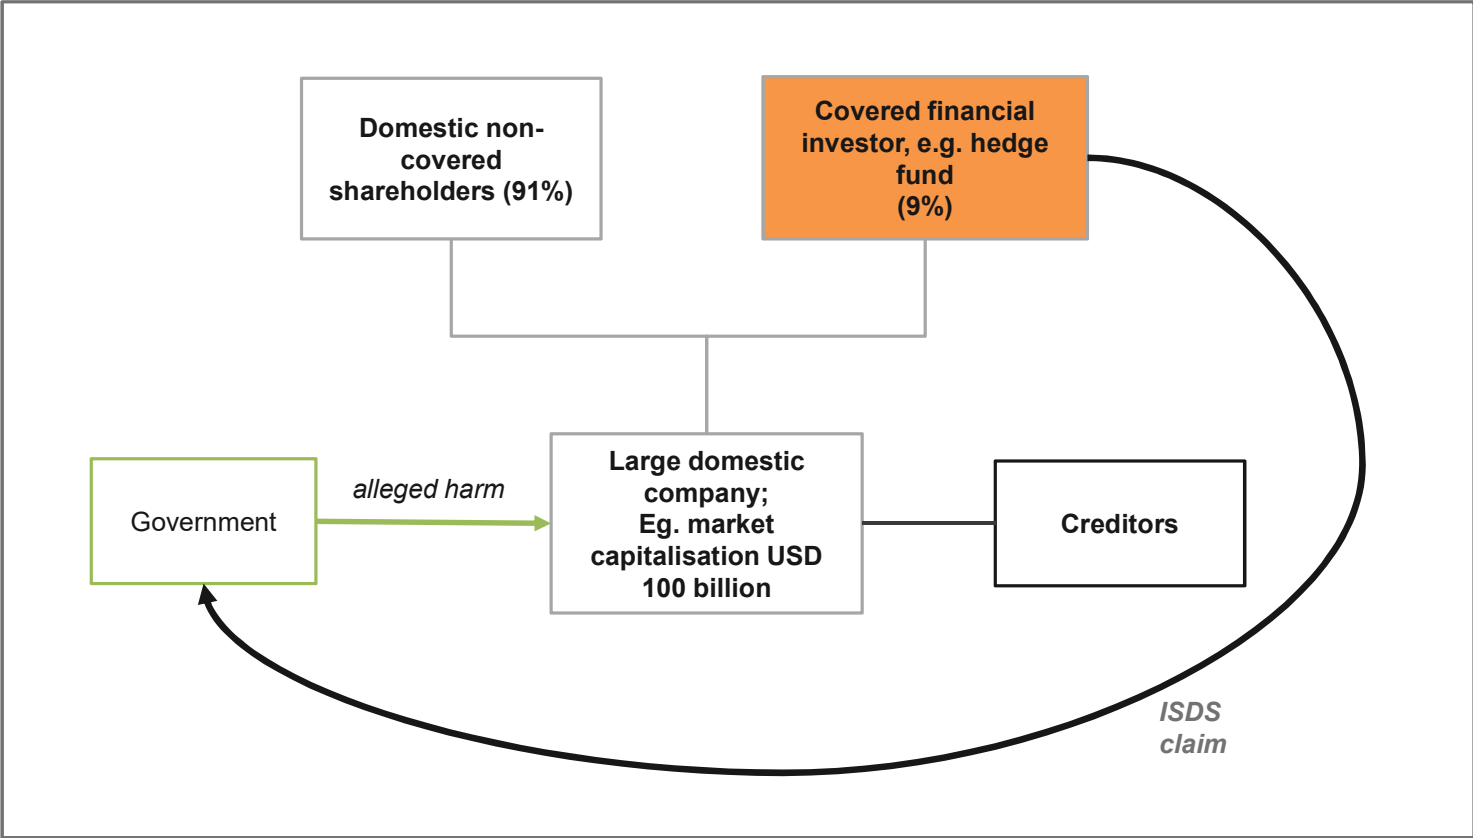 Domestic non-
covered
shareholders (91%)
Covered financial
investor, e.g. hedge
fund
(9%)
Government
alleged harm
Large domestic
company;
Eg. market
capitalisation USD
100 billion
Creditors
ISDS
claim